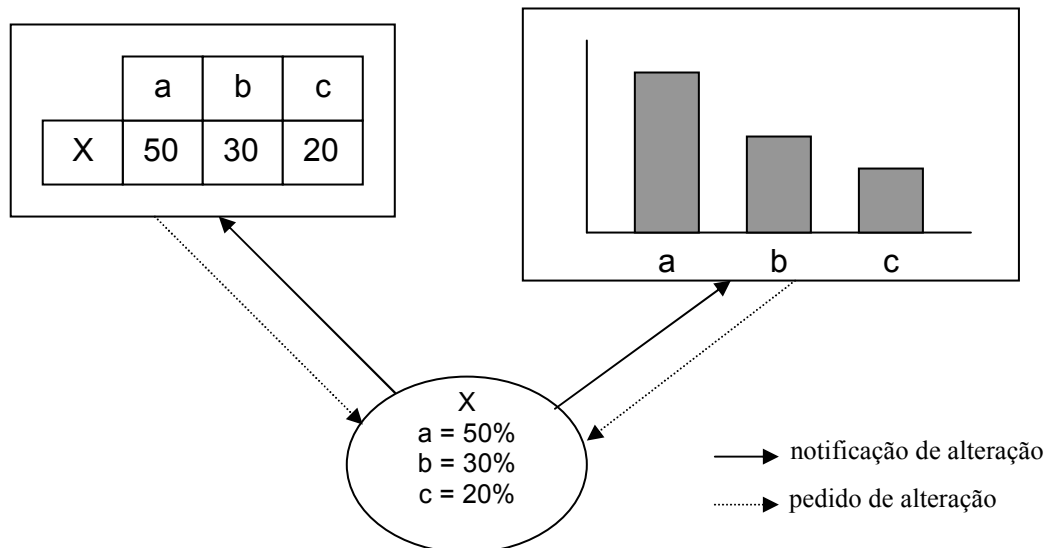 a b c
X 50 30 20
a b c
X
a = 50%
b = 30%
c = 20%
notificação de alteração
pedido de alteração